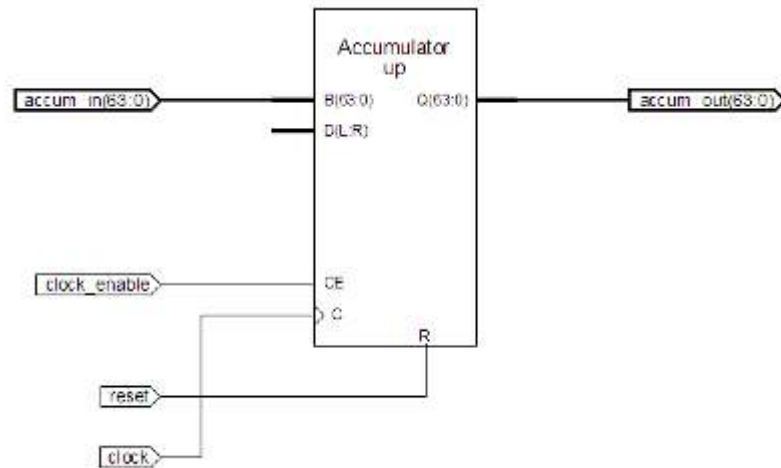 Accumulator
up
accum_in(63:0)
B(63:0)
Q(63:0)
accum_out(63:0)
D(L:R)
clock_enable
CE
C
R
reset
clock